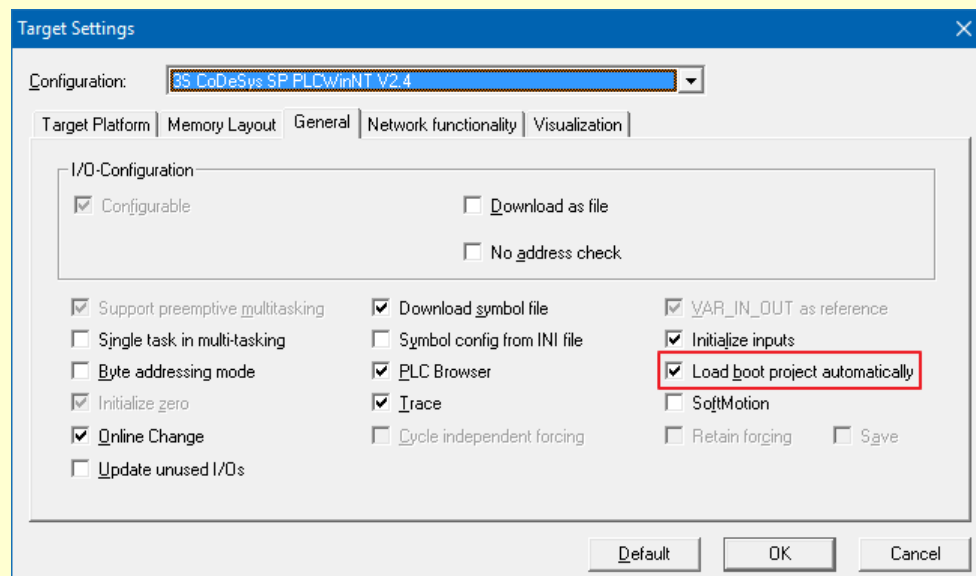 Target Settings
Configuration: 3S CoDeSys SP PLCWinNT V2.4
Target Platform Memory Layout General Network functionality Visualization
I/O-Configuration
Configurable Download as file
No address check
Support preemptive multitasking Download symbol file VAR_IN_OUT as reference
Single task in multi-tasking Symbol config from INI file Initialize inputs
Byte addressing mode PLC Browser Load boot project automatically
Initialize zero Trace SoftMotion
Online Change Cycle independent forcing Retain forcing Save
Update unused I/Os
Default OK Cancel